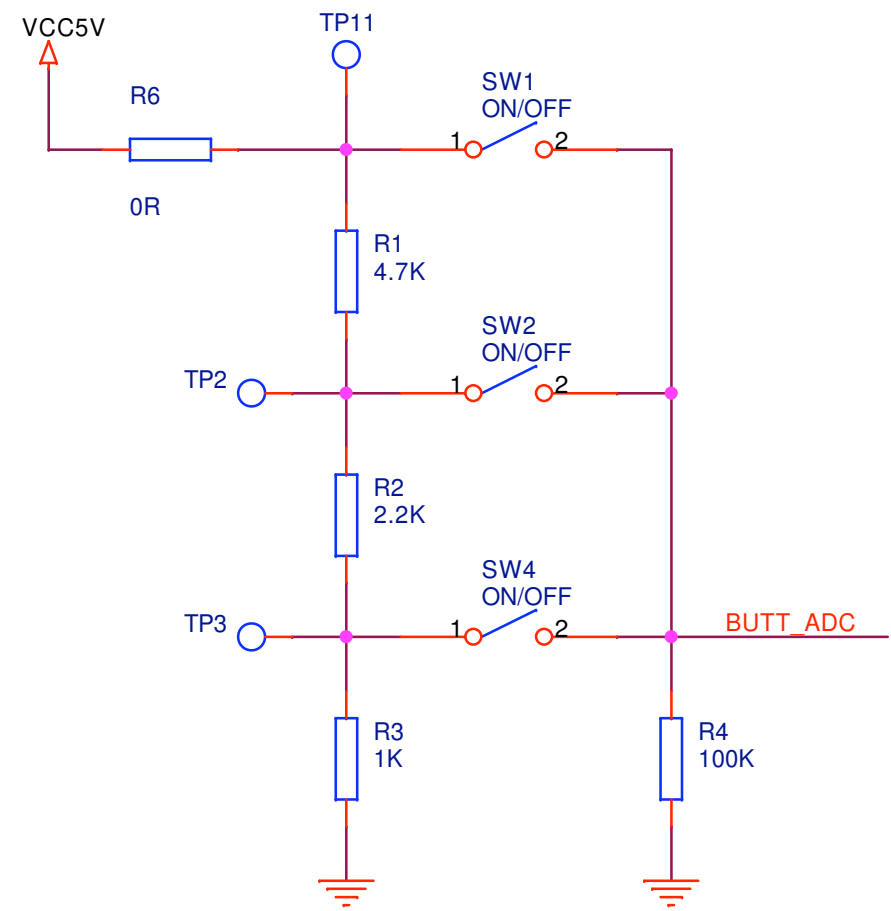 VCC5V
TP11
R6
0R
SW1
ON/OFF
1
2
R1
4.7K
SW2
ON/OFF
TP2
1
2
R2
2.2K
SW4
ON/OFF
TP3
1
2
BUTT_ADC
R3
1K
R4
100K